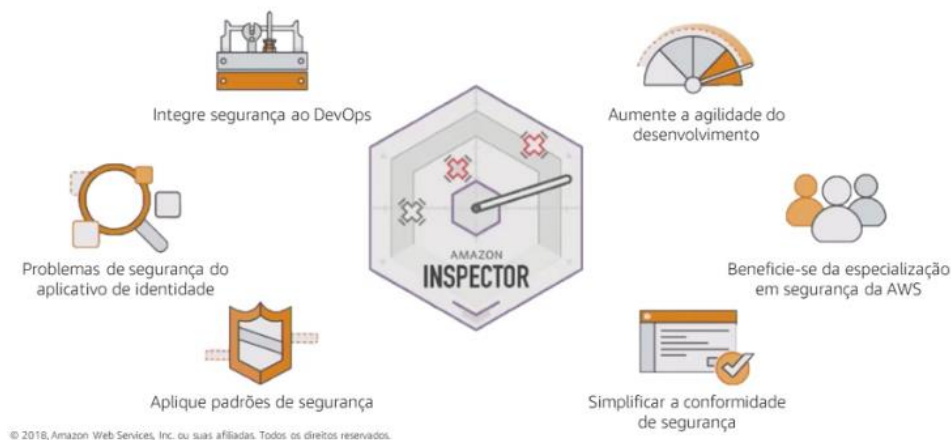 Integre segurança ao DevOps
Aumente a agilidade do
desenvolvimento
Problemas de segurança do
aplicativo de identidade
AMAZON
INSPECTOR
Beneficie-se da especialização
em segurança da AWS
Aplique padrões de segurança
Simplificar a conformidade
de segurança
© 2018, Amazon Web Services, Inc. ou suas afiliadas. Todos os direitos reservados.